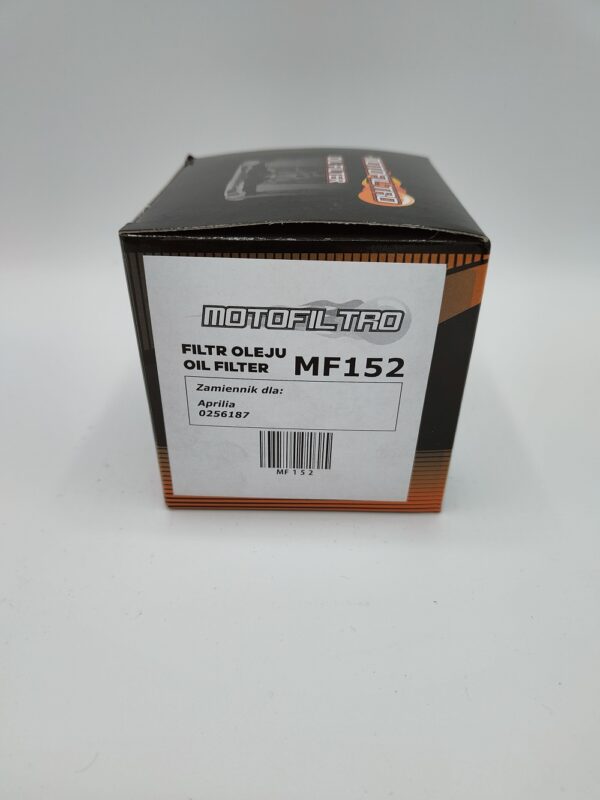 MOTOFILTRO
FILTR OLEJU
OIL FILTER
MF152
Zamiennik dla:
Aprilia
0256187
MF152